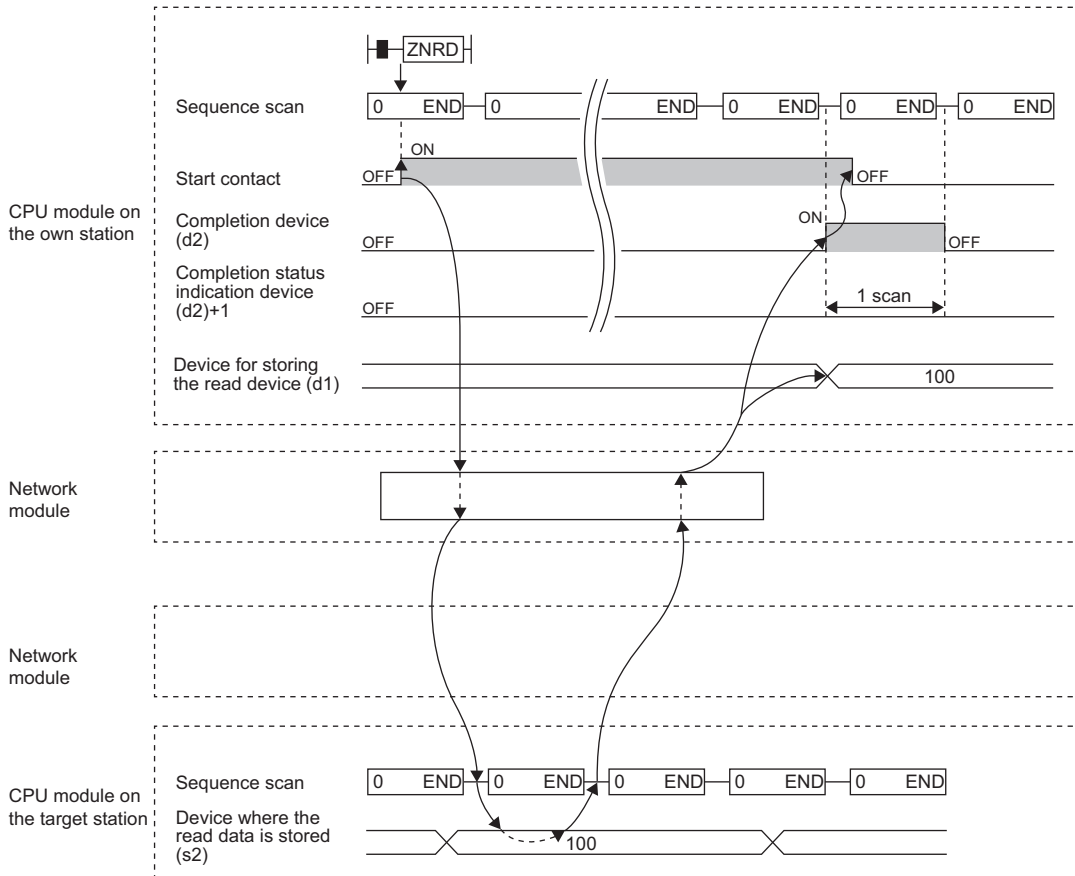 ZNRD
Sequence scan
0 END 0 END 0 END 0 END 0 END
ON
Start contact
OFF
OFF
CPU module on
the own station
Completion device
(d2)
ON
OFF
OFF
Completion status
indication device
(d2)+1
OFF
1 scan
Device for storing
the read device (d1)
100
Network
module
Network
module
CPU module on
the target station
Sequence scan
0 END 0 END 0 END 0 END 0 END
Device where the
read data is stored
(s2)
100